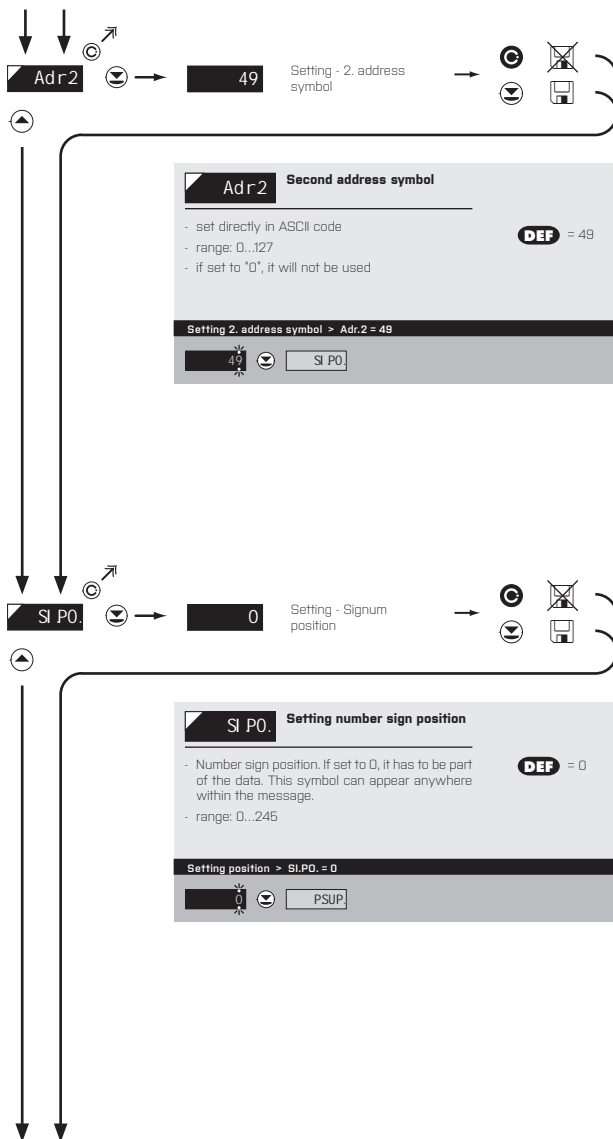 Adr2
49
Setting - 2. address
symbol
Adr2
Second address symbol
- set directly in ASCII code
- range: 0...127
- if set to "0", it will not be used
DEF = 49
Setting 2. address symbol > Adr.2 = 49
49
SI.PO.
SI.PO.
0
Setting - Signum
position
SI.PO.
Setting number sign position
- Number sign position. If set to 0, it has to be part
of the data. This symbol can appear anywhere
within the message.
- range: 0...245
DEF = 0
Setting position > SI.PO. = 0
0
PSUP.